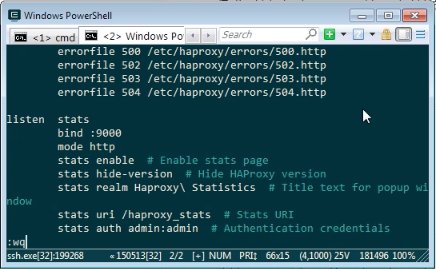 Windows PowerShell
<1> cmd
<2> Windows Po
Search
errorfile 500 /etc/haproxy/errors/500.http
errorfile 502 /etc/haproxy/errors/502.http
errorfile 503 /etc/haproxy/errors/503.http
errorfile 504 /etc/haproxy/errors/504.http
listen stats
bind :9000
mode http
stats enable # Enable stats page
stats hide-version # Hide HAProxy version
stats realm Haproxy\ Statistics # Title text for popup wi
ndow
stats uri /haproxy_stats # Stats URI
stats auth admin:admin # Authentication credentials
:wq
ssh.exe[32]:199268 «150513[32] 2/2 [+] NUM PRI‡ 66x15 (4,1000) 25V 181496 100%